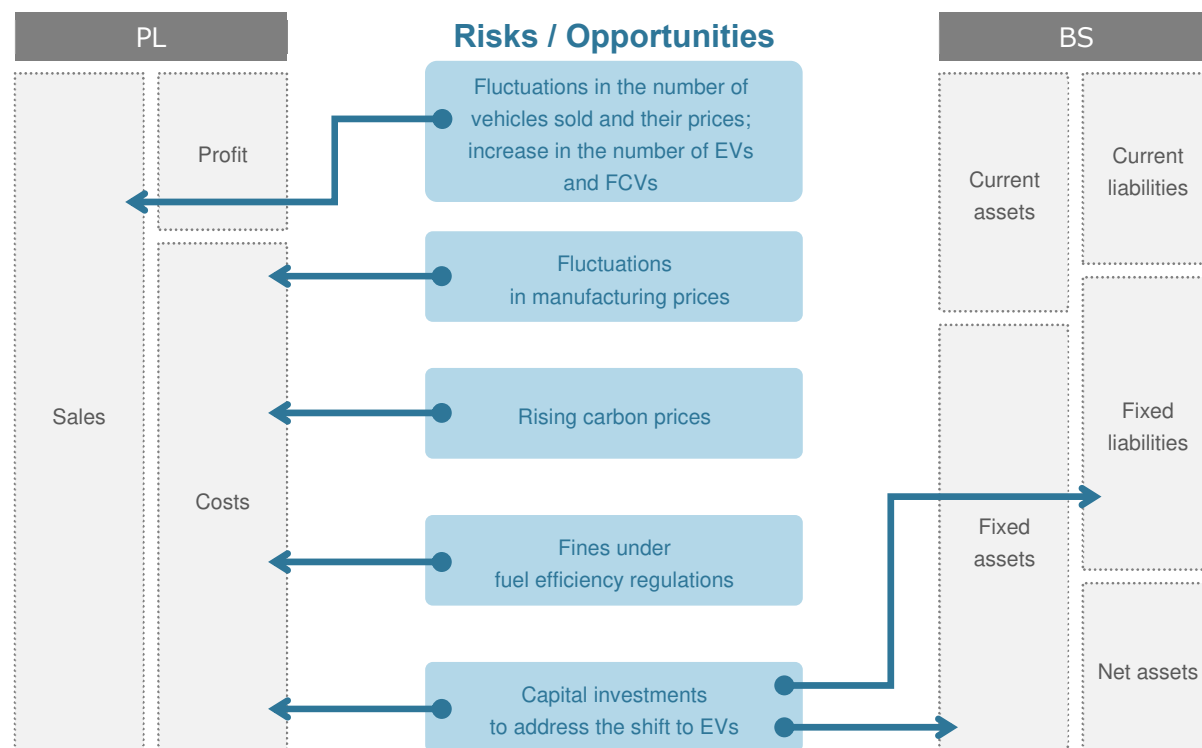 PL
Risks / Opportunities
BS
Sales
Profit
Costs
Fluctuations in the number of
vehicles sold and their prices;
increase in the number of EVs
and FCVs
Fluctuations
in manufacturing prices
Rising carbon prices
Fines under
fuel efficiency regulations
Capital investments
to address the shift to EVs
Current
assets
Fixed
assets
Current
liabilities
Fixed
liabilities
Net assets